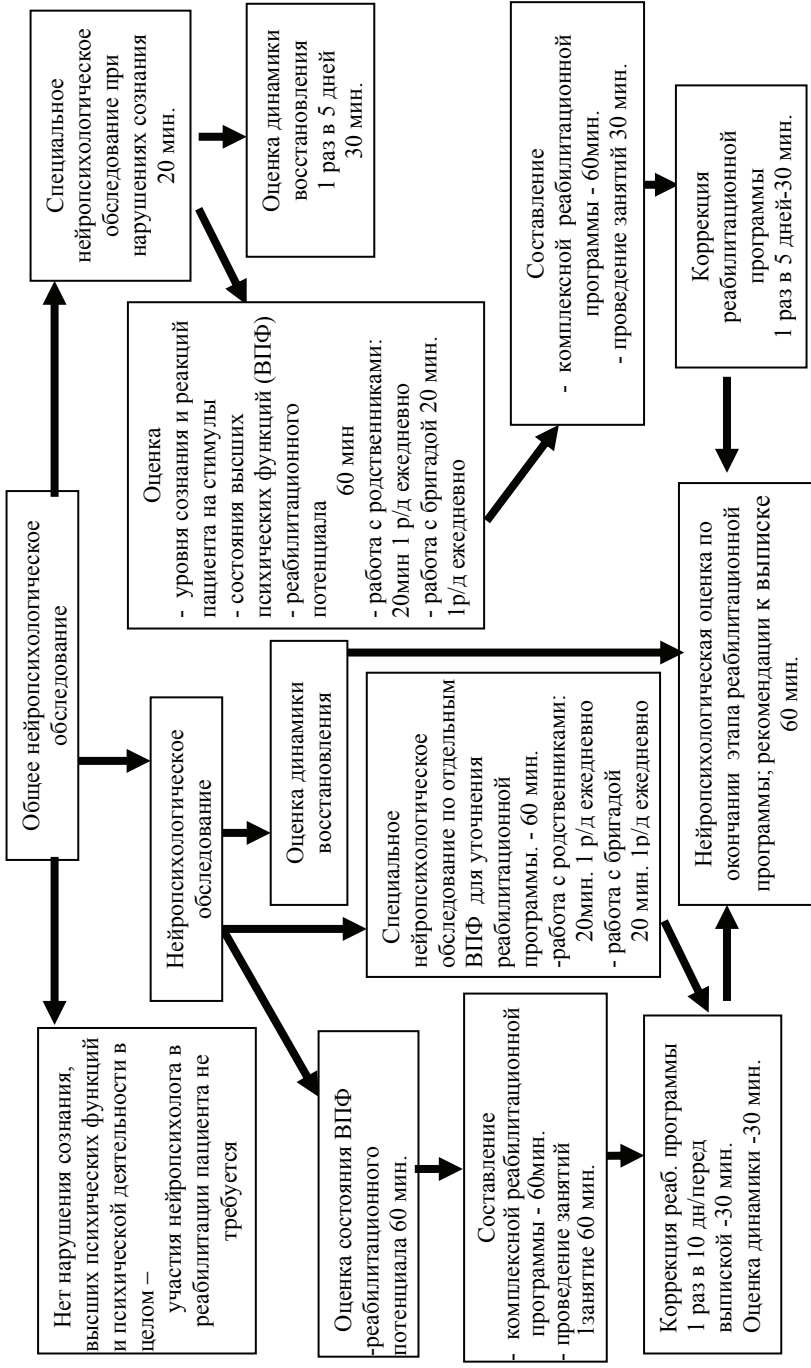 Общее нейропсихологическое
обследование
Нет нарушения сознания,
высших психических функций
и психической деятельности в
целом –
участия нейропсихолога в
реабилитации пациента не
требуется
Нейропсихологическое
обследование
Специальное
нейропсихологическое
обследование при
нарушениях сознания
20 мин.
Оценка динамики
восстановления
1 раз в 5 дней
30 мин.
Оценка
- уровня сознания и реакций
пациента на стимулы
- состояния высших
психических функций (ВПФ)
- реабилитационного
потенциала
60 мин
- работа с родственниками:
20мин 1 р/д ежедневно
- работа с бригадой 20 мин.
1р/д ежедневно
Оценка динамики
восстановления
Оценка состояния ВПФ
-реабилитационного
потенциала 60 мин.
Специальное
нейропсихологическое
обследование по отдельным
ВПФ для уточнения
реабилитационной
программы. - 60 мин.
-работа с родственниками:
20мин. 1 р/д ежедневно
- работа с бригадой
20 мин. 1р/д ежедневно
Составление
- комплексной реабилитационной
программы - 60мин.
- проведение занятий
1занятие 60 мин.
Составление
- комплексной реабилитационной
программы - 60мин.
- проведение занятий 30 мин.
Коррекция реаб. программы
1 раз в 10 дн/перед
выпиской -30 мин.
Оценка динамики -30 мин.
Нейропсихологическая оценка по
окончании этапа реабилитационной
программы; рекомендации к выписке
60 мин.
Коррекция
реабилитационной
программы
1 раз в 5 дней-30 мин.